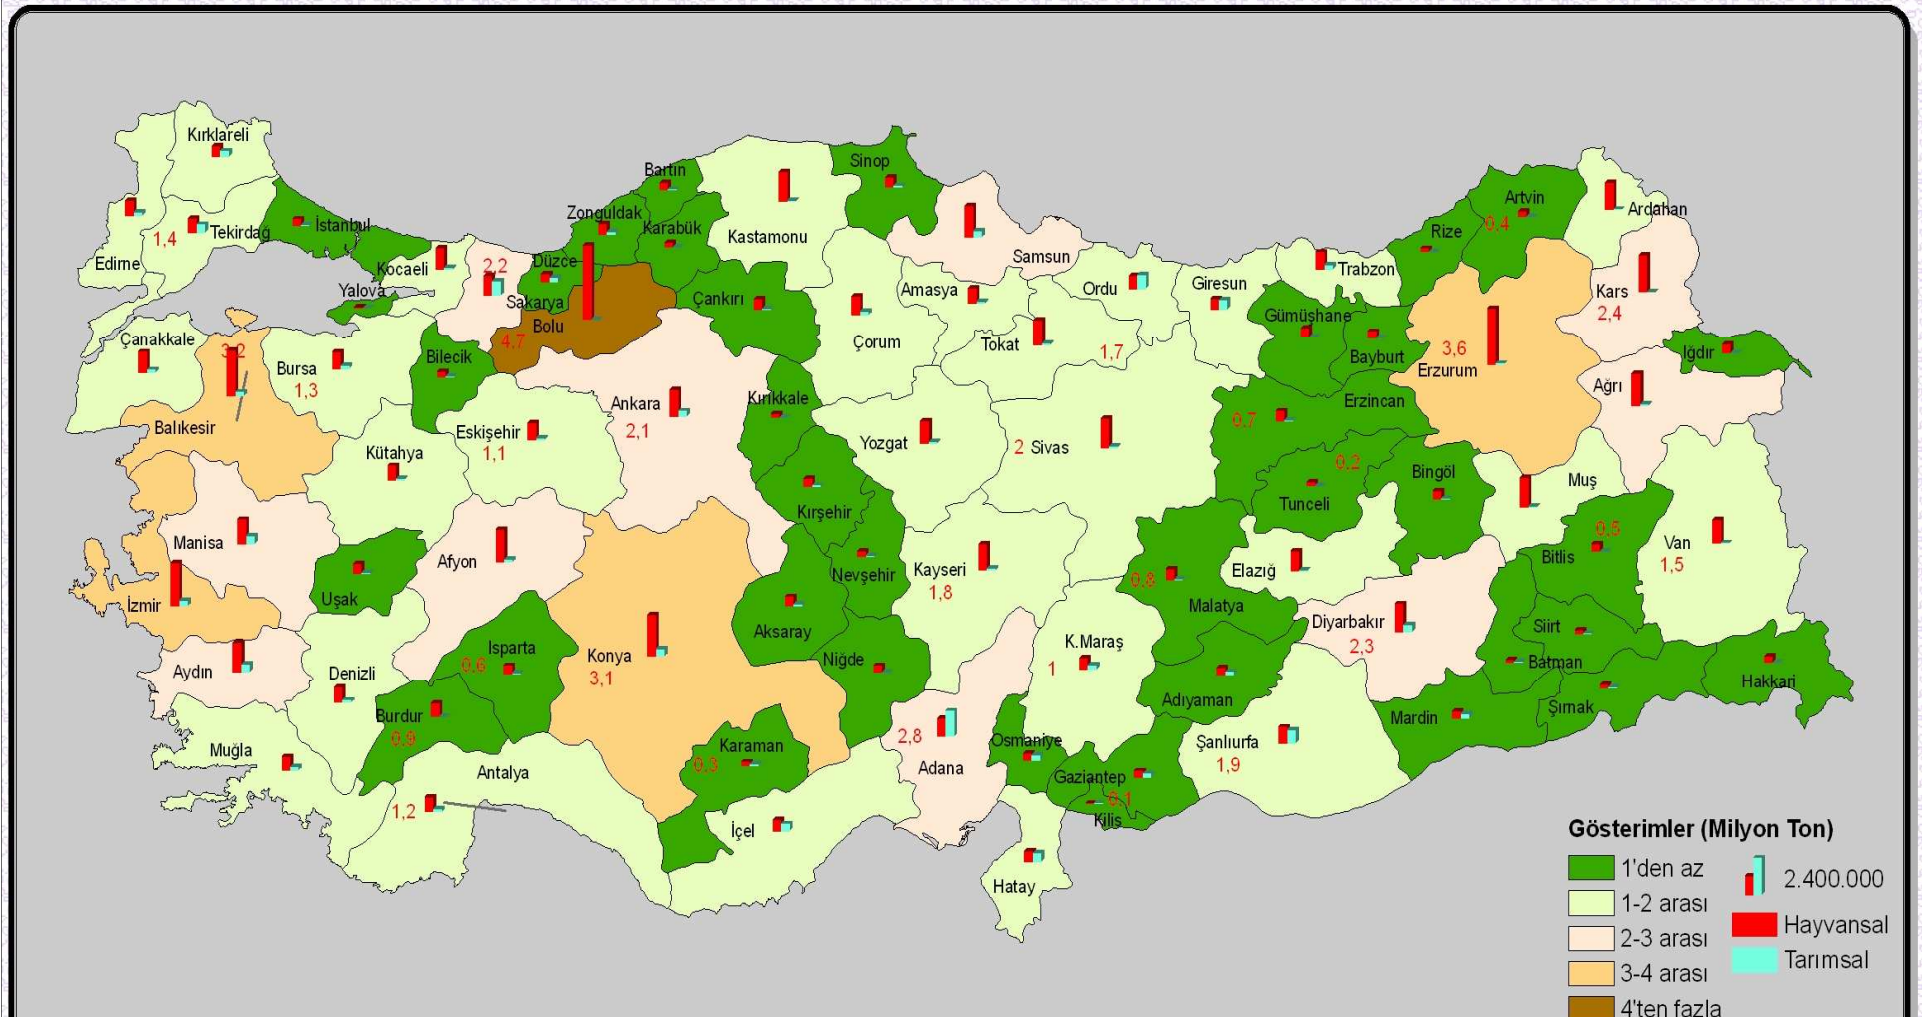 Kırklareli
Edirne
1,4
Tekirdağ
İstanbul
Kocaeli
Yalova
2,2
Sakarya
Düzce
Zonguldak
Bartın
Karabük
Kastamonu
Sinop
Samsun
Bolu
4,7
Çankırı
Çorum
Amasya
Tokat
1,7
Ordu
Giresun
Trabzon
Gümüşhane
Bayburt
Rize
Artvin
0,4
Ardahan
Kars
2,4
Iğdır
Ağrı
3,6
Erzurum
Erzincan
0,7
Çanakkale
3,2
Balıkesir
Bursa
1,3
Bilecik
Eskişehir
1,1
Kütahya
Ankara
2,1
Kırıkkale
Yozgat
2 Sivas
0,2
Tunceli
Bingöl
Muş
0,5
Bitlis
Van
1,5
Manisa
İzmir
Uşak
Afyon
Kırşehir
Nevşehir
Kayseri
1,8
0,8
Malatya
Elazığ
Diyarbakır
2,3
Siirt
Batman
Şırnak
Hakkari
Mardin
Aydın
Denizli
Muğla
0,6
Isparta
Burdur
0,9
Antalya
1,2
Konya
3,1
Aksaray
Niğde
Karaman
0,3
İçel
2,8
Adana
K.Maraş
1
Osmaniye
Gaziantep
0,1
Kilis
Hatay
Adıyaman
Şanlıurfa
1,9
Gösterimler (Milyon Ton)
1'den az
1-2 arası
2-3 arası
3-4 arası
4'ten fazla
2.400.000
Hayvansal
Tarımsal